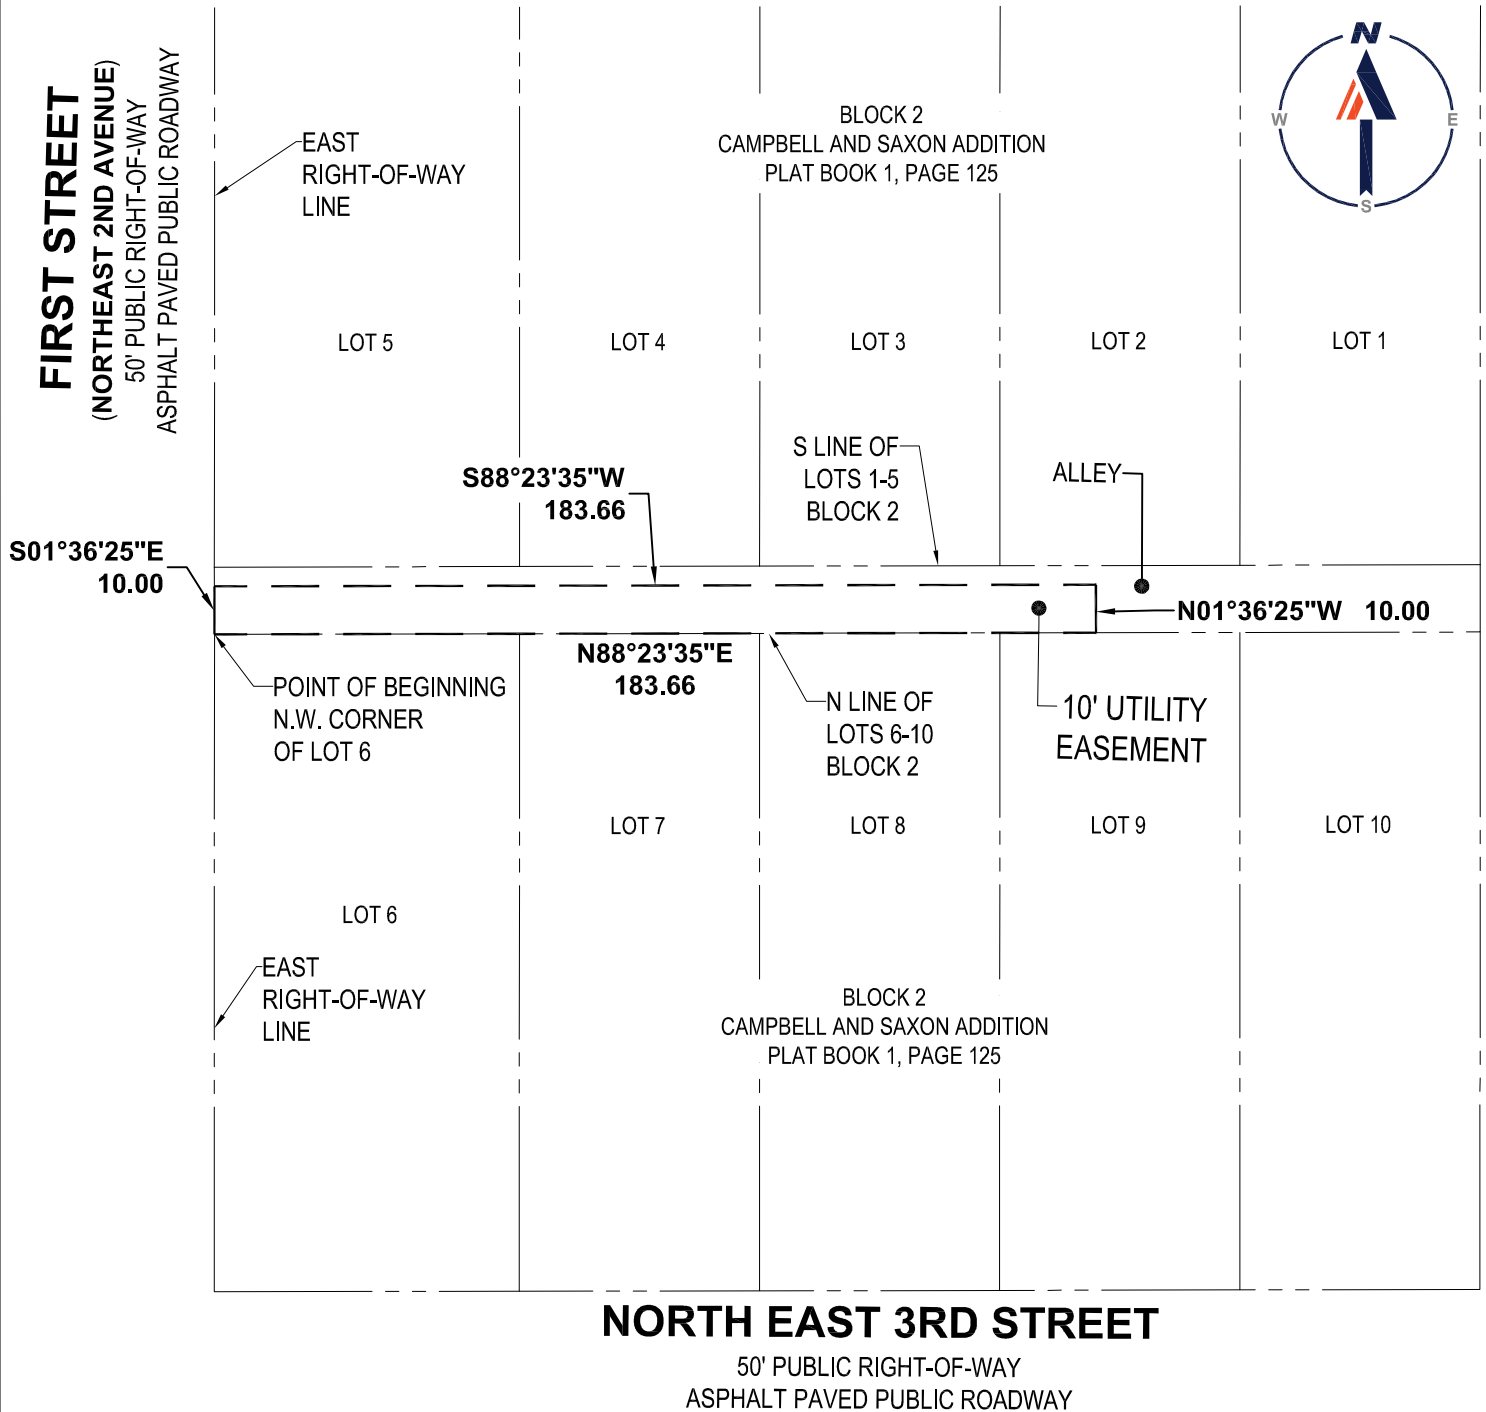 FIRST STREET
(NORTHEAST 2ND AVENUE)
50' PUBLIC RIGHT-OF-WAY
ASPHALT PAVED PUBLIC ROADWAY
EAST
RIGHT-OF-WAY
LINE
BLOCK 2
CAMPBELL AND SAXON ADDITION
PLAT BOOK 1, PAGE 125
N
W
E
S
LOT 5
LOT 4
LOT 3
LOT 2
LOT 1
S88°23'35"W
183.66
S LINE OF
LOTS 1-5
BLOCK 2
ALLEY
S01°36'25"E
10.00
N01°36'25"W 10.00
N88°23'35"E
183.66
POINT OF BEGINNING
N.W. CORNER
OF LOT 6
N LINE OF
LOTS 6-10
BLOCK 2
10' UTILITY
EASEMENT
LOT 7
LOT 8
LOT 9
LOT 10
LOT 6
EAST
RIGHT-OF-WAY
LINE
BLOCK 2
CAMPBELL AND SAXON ADDITION
PLAT BOOK 1, PAGE 125
NORTH EAST 3RD STREET
50' PUBLIC RIGHT-OF-WAY
ASPHALT PAVED PUBLIC ROADWAY